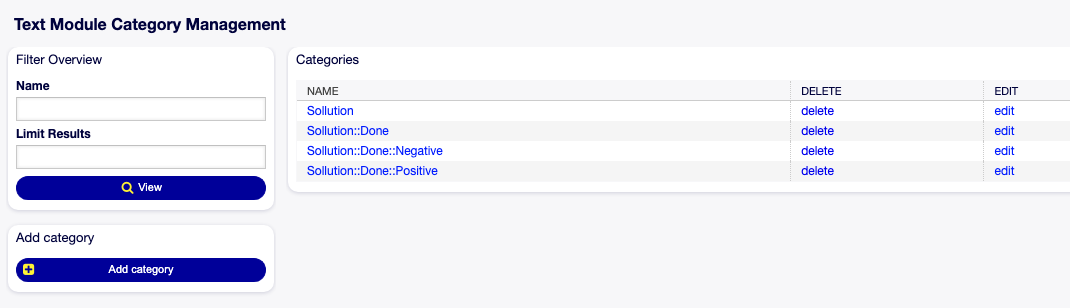 Text Module Category Management
Filter Overview
Name
Limit Results
View
Add category
Add category
Categories
NAME DELETE EDIT
Sollution delete edit
Sollution::Done delete edit
Sollution::Done::Negative delete edit
Sollution::Done::Positive delete edit